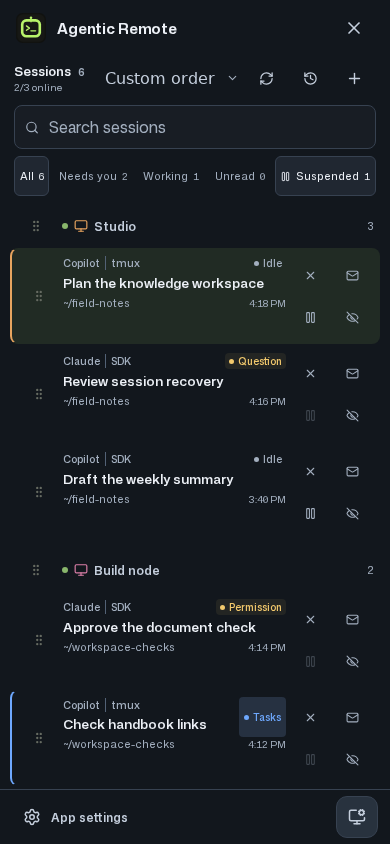 Agentic Remote
Sessions 6
2/3 online
Custom order
Search sessions
All 6
Needs you 2
Working 1
Unread 0
Suspended 1
Studio 3
Copilot | tmux Idle
Plan the knowledge workspace
~/field-notes 4:18 PM
Claude | SDK Question
Review session recovery
~/field-notes 4:16 PM
Copilot | SDK Idle
Draft the weekly summary
~/field-notes 3:40 PM
Build node 2
Claude | SDK Permission
Approve the document check
~/workspace-checks 4:14 PM
Copilot | tmux Tasks
Check handbook links
~/workspace-checks 4:12 PM
App settings